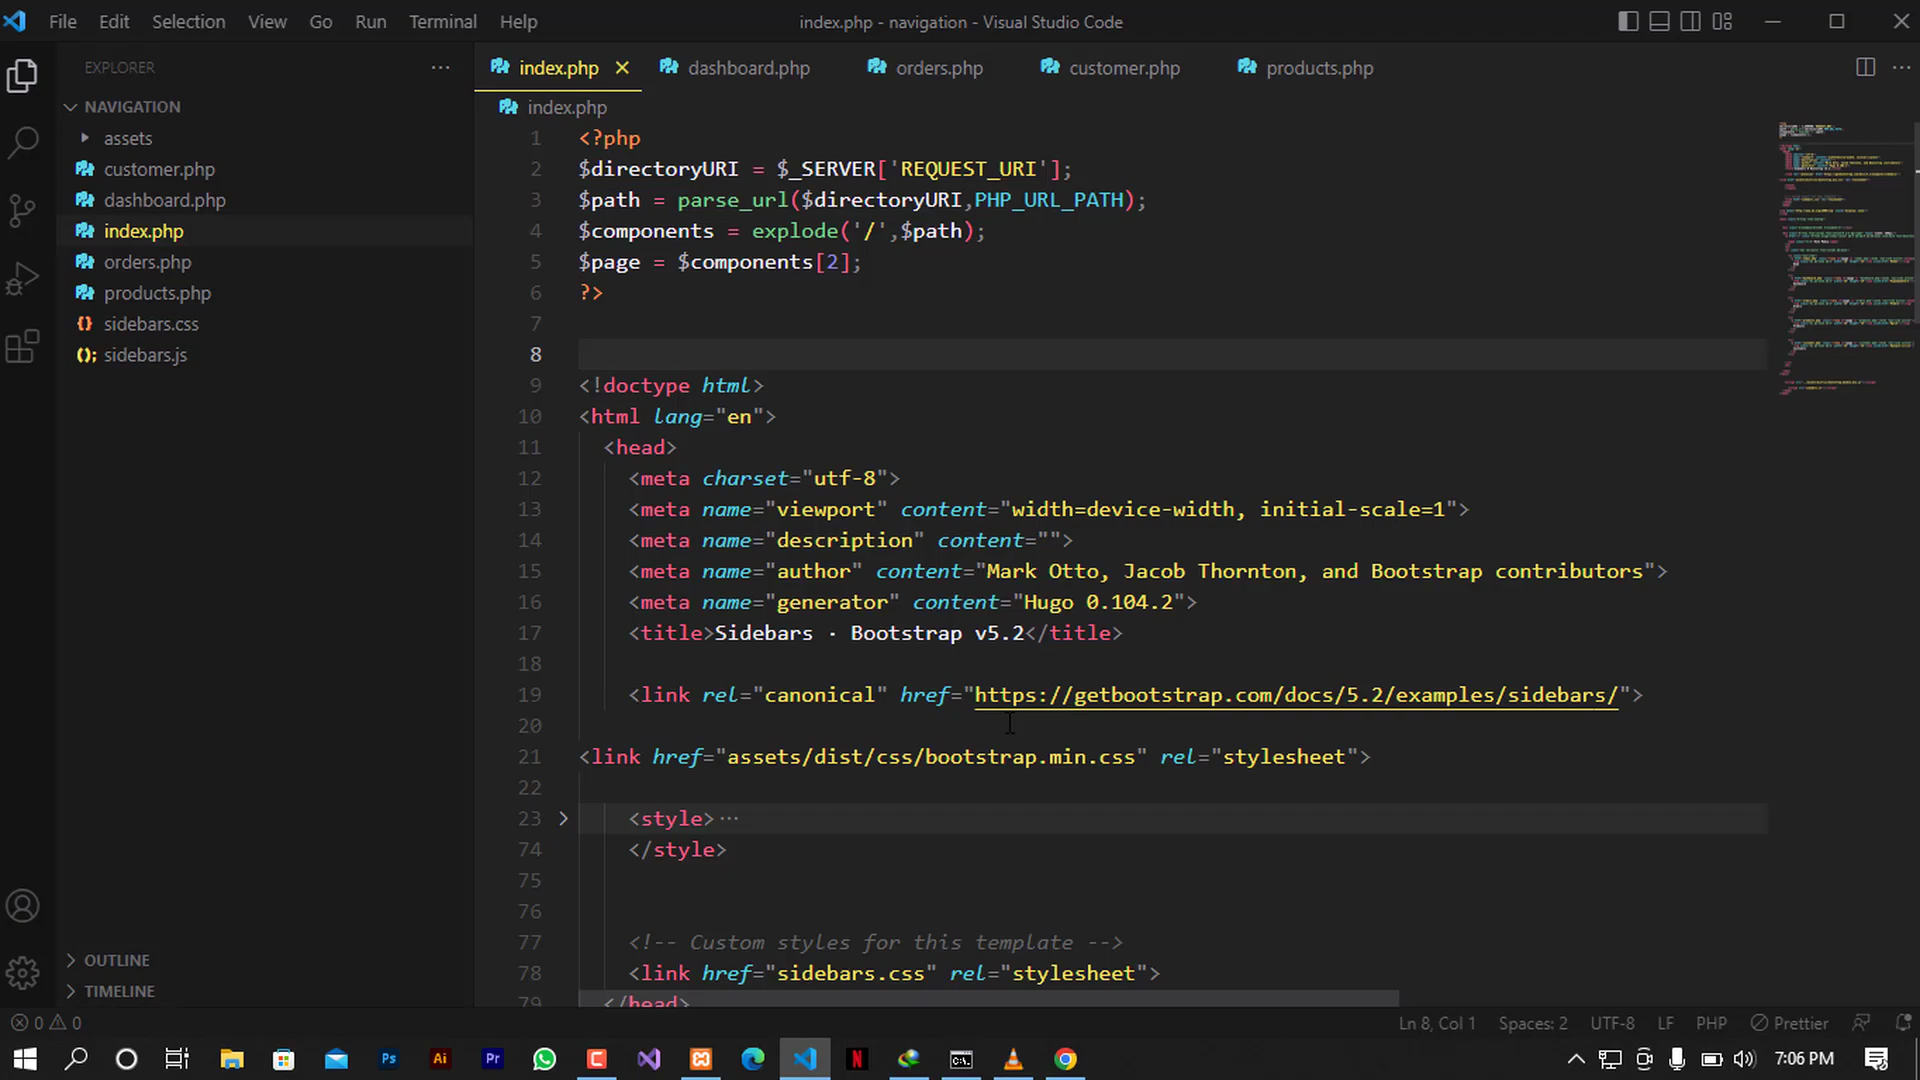 File Edit Selection View Go Run Terminal Help
index.php - navigation - Visual Studio Code
EXPLORER
index.php
dashboard.php
orders.php
customer.php
products.php
NAVIGATION
index.php
assets
customer.php
dashboard.php
index.php
orders.php
products.php
sidebars.css
sidebars.js
1 <?php
2 $directoryURI = $_SERVER['REQUEST_URI'];
3 $path = parse_url($directoryURI,PHP_URL_PATH);
4 $components = explode('/',$path);
5 $page = $components[2];
6 ?>
7
8
9 <!doctype html>
10 <html lang="en">
11 <head>
12 <meta charset="utf-8">
13 <meta name="viewport" content="width=device-width, initial-scale=1">
14 <meta name="description" content="">
15 <meta name="author" content="Mark Otto, Jacob Thornton, and Bootstrap contributors">
16 <meta name="generator" content="Hugo 0.104.2">
17 <title>Sidebars · Bootstrap v5.2</title>
18
19 <link rel="canonical" href="https://getbootstrap.com/docs/5.2/examples/sidebars/">
20
21 <link href="assets/dist/css/bootstrap.min.css" rel="stylesheet">
22
23 <style>···
74 </style>
75
76
77 <!-- Custom styles for this template -->
78 <link href="sidebars.css" rel="stylesheet">
79 </head>
OUTLINE
TIMELINE
0 0
Ln 8, Col 1 Spaces: 2 UTF-8 LF PHP Prettier
Ps Ai Pr
7:06 PM